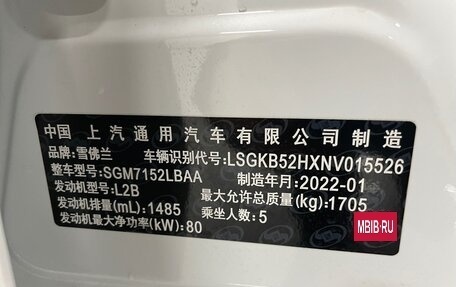 中国 上汽通用汽车有限公司制造
品牌:雪佛兰 车辆识别代号:LSGKB52HXNV015526
整车型号:SGM7152LBAA 制造年月:2022-01
发动机型号:L2B 最大允许总质量(kg):1705
发动机排量(mL):1485 乘坐人数:5
发动机最大净功率(kW):80
MBIB.RU